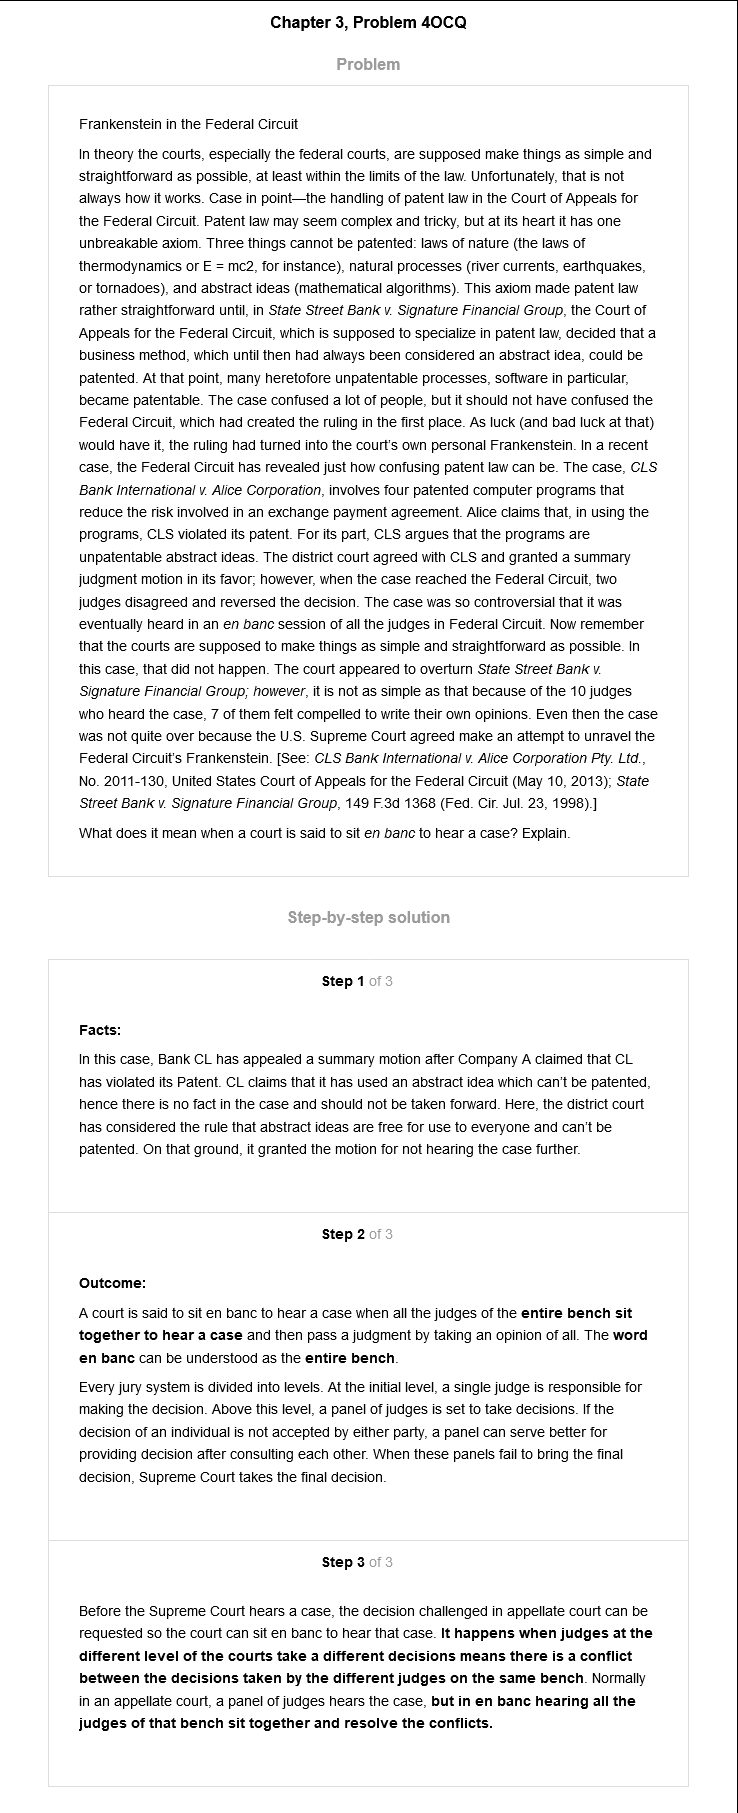 Chapter 3, Problem 4OCQ
Problem
Frankenstein in the Federal Circuit
In theory the courts, especially the federal courts, are supposed make things as simple and
straightforward as possible, at least within the limits of the law. Unfortunately, that is not
always how it works. Case in point—the handling of patent law in the Court of Appeals for
the Federal Circuit. Patent law may seem complex and tricky, but at its heart it has one
unbreakable axiom. Three things cannot be patented: laws of nature (the laws of
thermodynamics or E = mc2, for instance), natural processes (river currents, earthquakes,
or tornadoes), and abstract ideas (mathematical algorithms). This axiom made patent law
rather straightforward until, in State Street Bank v. Signature Financial Group, the Court of
Appeals for the Federal Circuit, which is supposed to specialize in patent law, decided that a
business method, which until then had always been considered an abstract idea, could be
patented. At that point, many heretofore unpatentable processes, software in particular,
became patentable. The case confused a lot of people, but it should not have confused the
Federal Circuit, which had created the ruling in the first place. As luck (and bad luck at that)
would have it, the ruling had turned into the court's own personal Frankenstein. In a recent
case, the Federal Circuit has revealed just how confusing patent law can be. The case, CLS
Bank International v. Alice Corporation, involves four patented computer programs that
reduce the risk involved in an exchange payment agreement. Alice claims that, in using the
programs, CLS violated its patent. For its part, CLS argues that the programs are
unpatentable abstract ideas. The district court agreed with CLS and granted a summary
judgment motion in its favor; however, when the case reached the Federal Circuit, two
judges disagreed and reversed the decision. The case was so controversial that it was
eventually heard in an en banc session of all the judges in Federal Circuit. Now remember
that the courts are supposed to make things as simple and straightforward as possible. In
this case, that did not happen. The court appeared to overturn State Street Bank v.
Signature Financial Group; however, it is not as simple as that because of the 10 judges
who heard the case, 7 of them felt compelled to write their own opinions. Even then the case
was not quite over because the U.S. Supreme Court agreed make an attempt to unravel the
Federal Circuit's Frankenstein. [See: CLS Bank International v. Alice Corporation Pty. Ltd.,
No. 2011-130, United States Court of Appeals for the Federal Circuit (May 10, 2013); State
Street Bank v. Signature Financial Group, 149 F.3d 1368 (Fed. Cir. Jul. 23, 1998).]
What does it mean when a court is said to sit en banc to hear a case? Explain.
Step-by-step solution
Step 1 of 3
Facts:
In this case, Bank CL has appealed a summary motion after Company A claimed that CL
has violated its Patent. CL claims that it has used an abstract idea which can't be patented,
hence there is no fact in the case and should not be taken forward. Here, the district court
has considered the rule that abstract ideas are free for use to everyone and can't be
patented. On that ground, it granted the motion for not hearing the case further.
Step 2 of 3
Outcome:
A court is said to sit en banc to hear a case when all the judges of the entire bench sit
together to hear a case and then pass a judgment by taking an opinion of all. The word
en banc can be understood as the entire bench.
Every jury system is divided into levels. At the initial level, a single judge is responsible for
making the decision. Above this level, a panel of judges is set to take decisions. If the
decision of an individual is not accepted by either party, a panel can serve better for
providing decision after consulting each other. When these panels fail to bring the final
decision, Supreme Court takes the final decision.
Step 3 of 3
Before the Supreme Court hears a case, the decision challenged in appellate court can be
requested so the court can sit en banc to hear that case. It happens when judges at the
different level of the courts take a different decisions means there is a conflict
between the decisions taken by the different judges on the same bench. Normally
in an appellate court, a panel of judges hears the case, but in en banc hearing all the
judges of that bench sit together and resolve the conflicts.